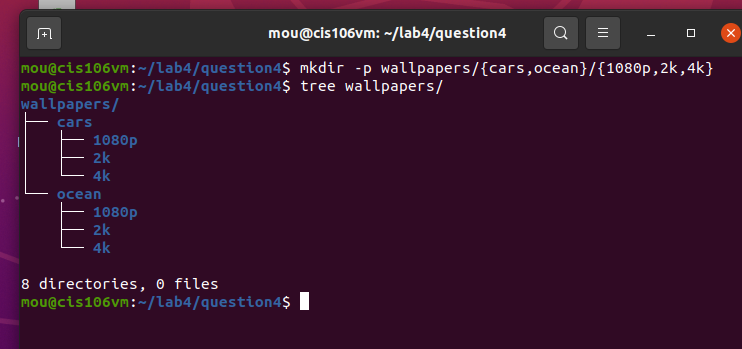 mou@cis106vm: ~/lab4/question4
mou@cis106vm:~/lab4/question4$ mkdir -p wallpapers/{cars,ocean}/{1080p,2k,4k}
mou@cis106vm:~/lab4/question4$ tree wallpapers/
wallpapers/
├── cars
│   ├── 1080p
│   ├── 2k
│   └── 4k
└── ocean
    ├── 1080p
    ├── 2k
    └── 4k
8 directories, 0 files
mou@cis106vm:~/lab4/question4$